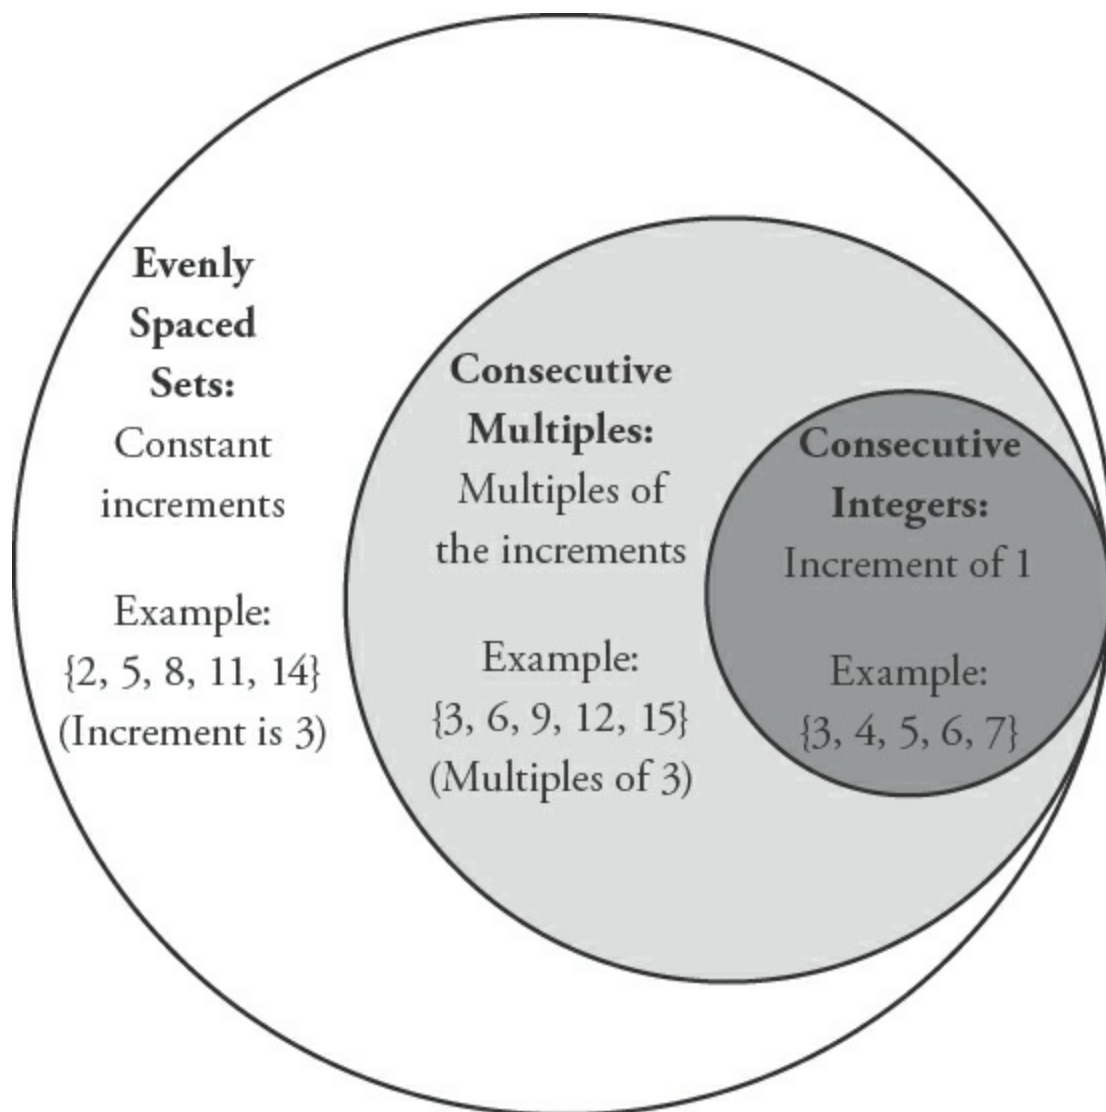 Evenly
Spaced
Sets:
Constant
increments
Example:
{2, 5, 8, 11, 14}
(Increment is 3)
Consecutive
Multiples:
Multiples of
the increments
Example:
{3, 6, 9, 12, 15}
(Multiples of 3)
Consecutive
Integers:
Increment of 1
Example:
{3, 4, 5, 6, 7}